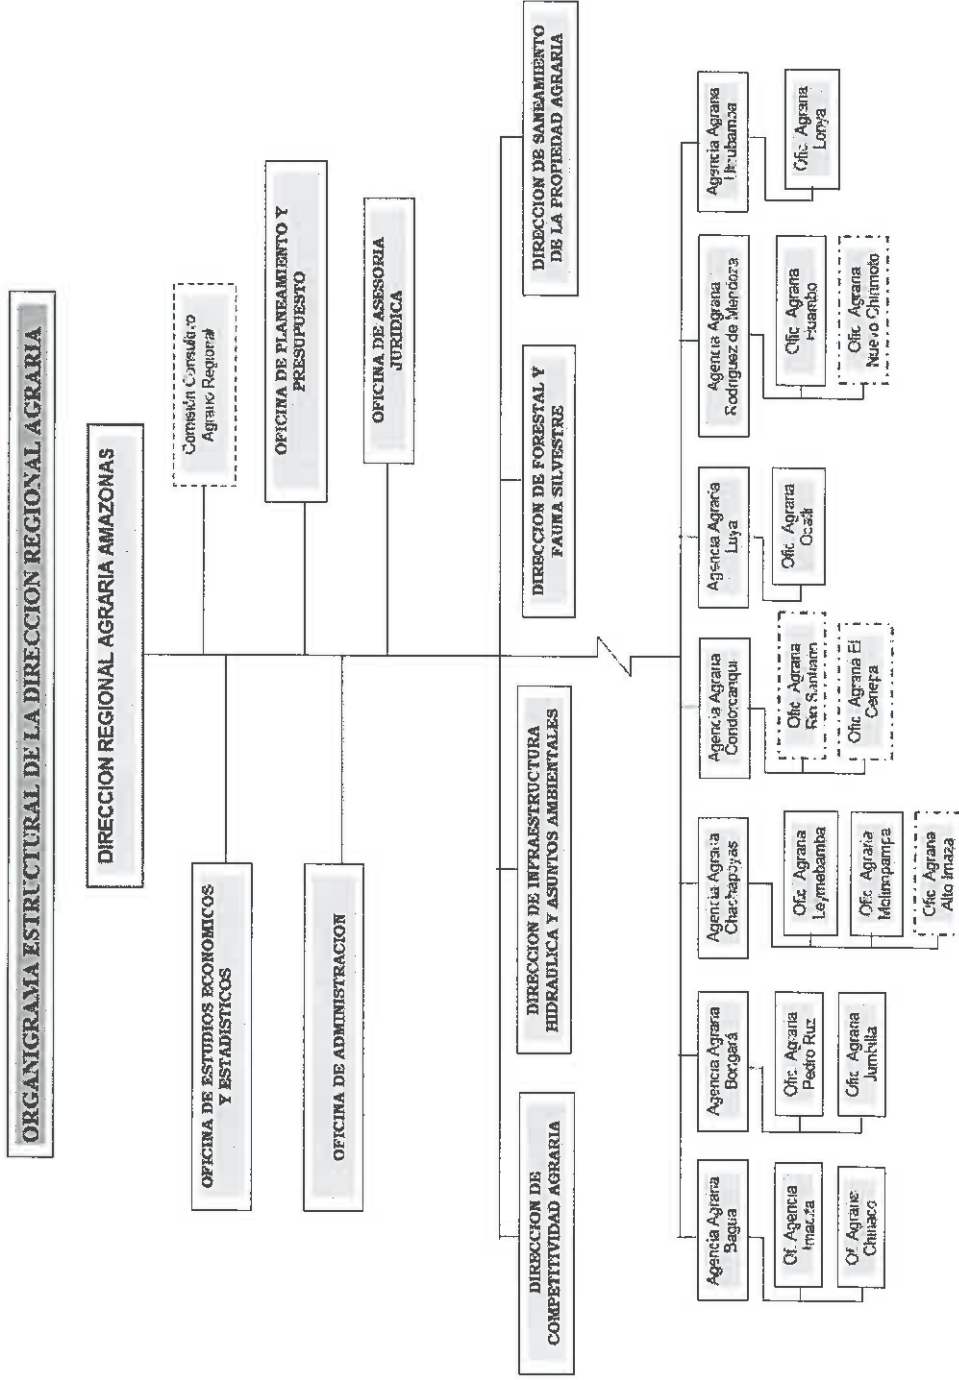 ORGANIGRAMA ESTRUCTURAL DE LA DIRECCION REGIONAL AGRARIA
DIRECCION REGIONAL AGRARIA AMAZONAS
Comisión Consultivo
Agrario Regional
OFICINA DE ESTUDIOS ECONOMICOS
Y ESTADISTICOS
OFICINA DE PLANEAMIENTO Y
PRESUPUESTO
OFICINA DE ADMINISTRACION
OFICINA DE ASESORIA
JURIDICA
DIRECCION DE
COMPETITIVIDAD AGRARIA
DIRECCION DE INFRAESTRUCTURA
HIDRAULICA Y ASUNTOS AMBIENTALES
DIRECCION DE FORESTAL Y
FAUNA SILVESTRE
DIRECCION DE SANEAMIENTO
DE LA PROPIEDAD AGRARIA
Agencia Agraria
Bagua
Of. Agencia
Imacita
Of. Agraria
Chiriaco
Agencia Agraria
Bongará
Ofic. Agraria
Pedro Ruz
Ofic. Agraria
Jumbilla
Agencia Agraria
Chachapoyas
Ofic. Agraria
Leymebamba
Ofic. Agraria
Molinopampa
Ofic. Agraria
Alto Imaza
Agencia Agraria
Condorcanqui
Ofic. Agraria
Rio Santiago
Ofic. Agraria El
Cenepa
Agencia Agraria
Luya
Ofic. Agraria
Ocalli
Agencia Agraria
Rodriguez de Mendoza
Ofic. Agraria
Huambo
Ofic. Agraria
Nuevo Chirimoto
Agencia Agraria
Utcubamba
Ofic. Agraria
Lonya